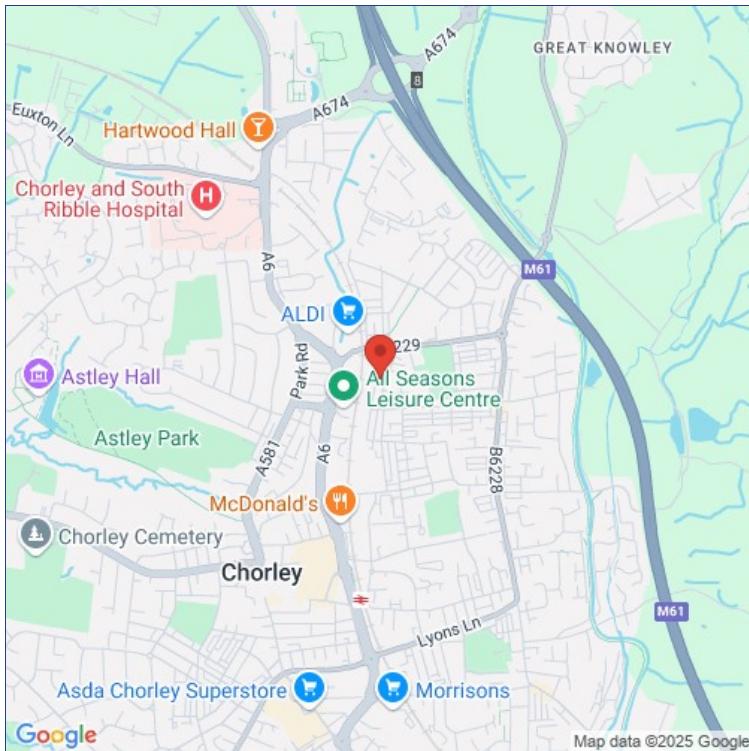 A674
GREAT KNOWLEY
8
A674
Euxton Ln
Hartwood Hall
Chorley and South
Ribble Hospital
H
A6
M61
ALDI
229
Park Rd
Astley Hall
All Seasons
Leisure Centre
Astley Park
A581
A6
B6228
McDonald's
Chorley Cemetery
Chorley
M61
Lyons Ln
Asda Chorley Superstore
Morrisons
Google
Map data ©2025 Google